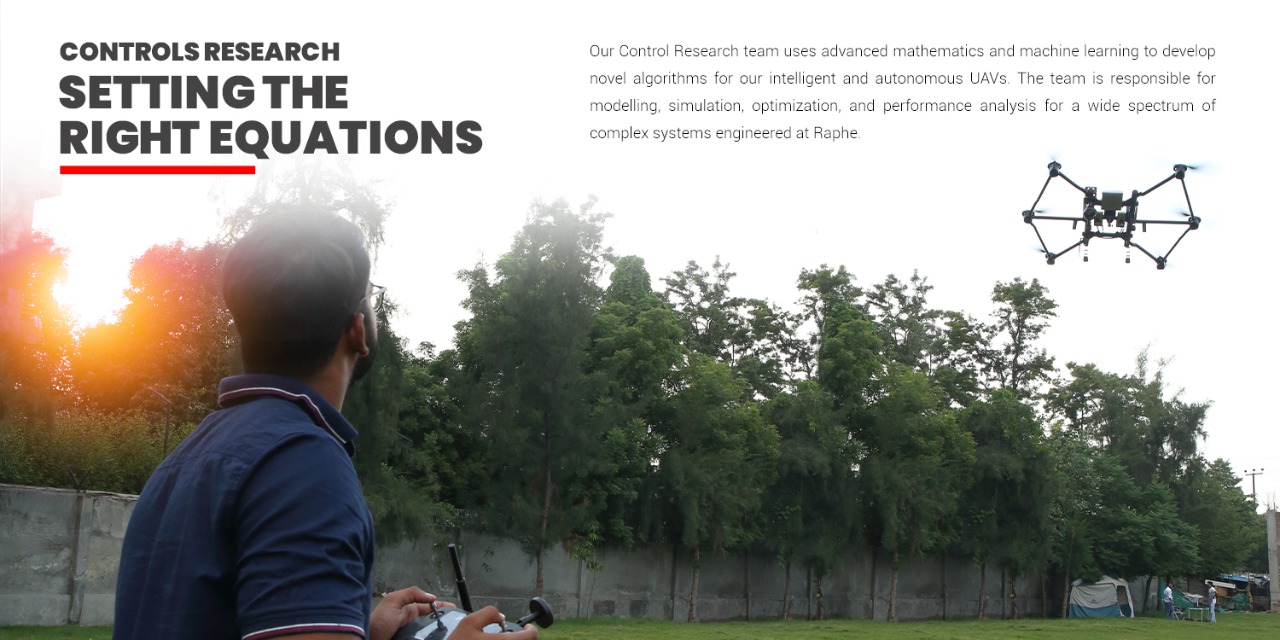 CONTROLS RESEARCH
SETTING THE
RIGHT EQUATIONS
Our Control Research team uses advanced mathematics and machine learning to develop
novel algorithms for our intelligent and autonomous UAVs. The team is responsible for
modelling, simulation, optimization, and performance analysis for a wide spectrum of
complex systems engineered at Raphe.